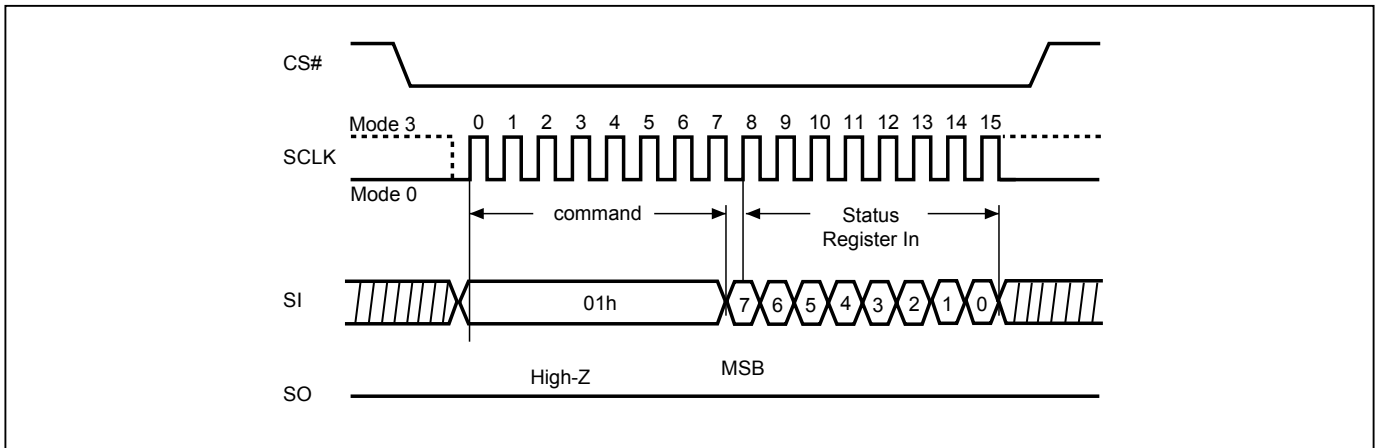 CS#
Mode 3
0 1 2 3 4 5 6 7 8 9 10 11 12 13 14 15
SCLK
Mode 0
command
Status
Register In
SI
01h
7 6 5 4 3 2 1 0
High-Z
MSB
SO